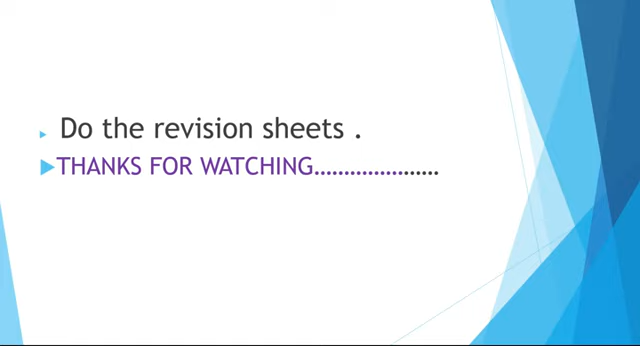 Do the revision sheets .
THANKS FOR WATCHING.....................